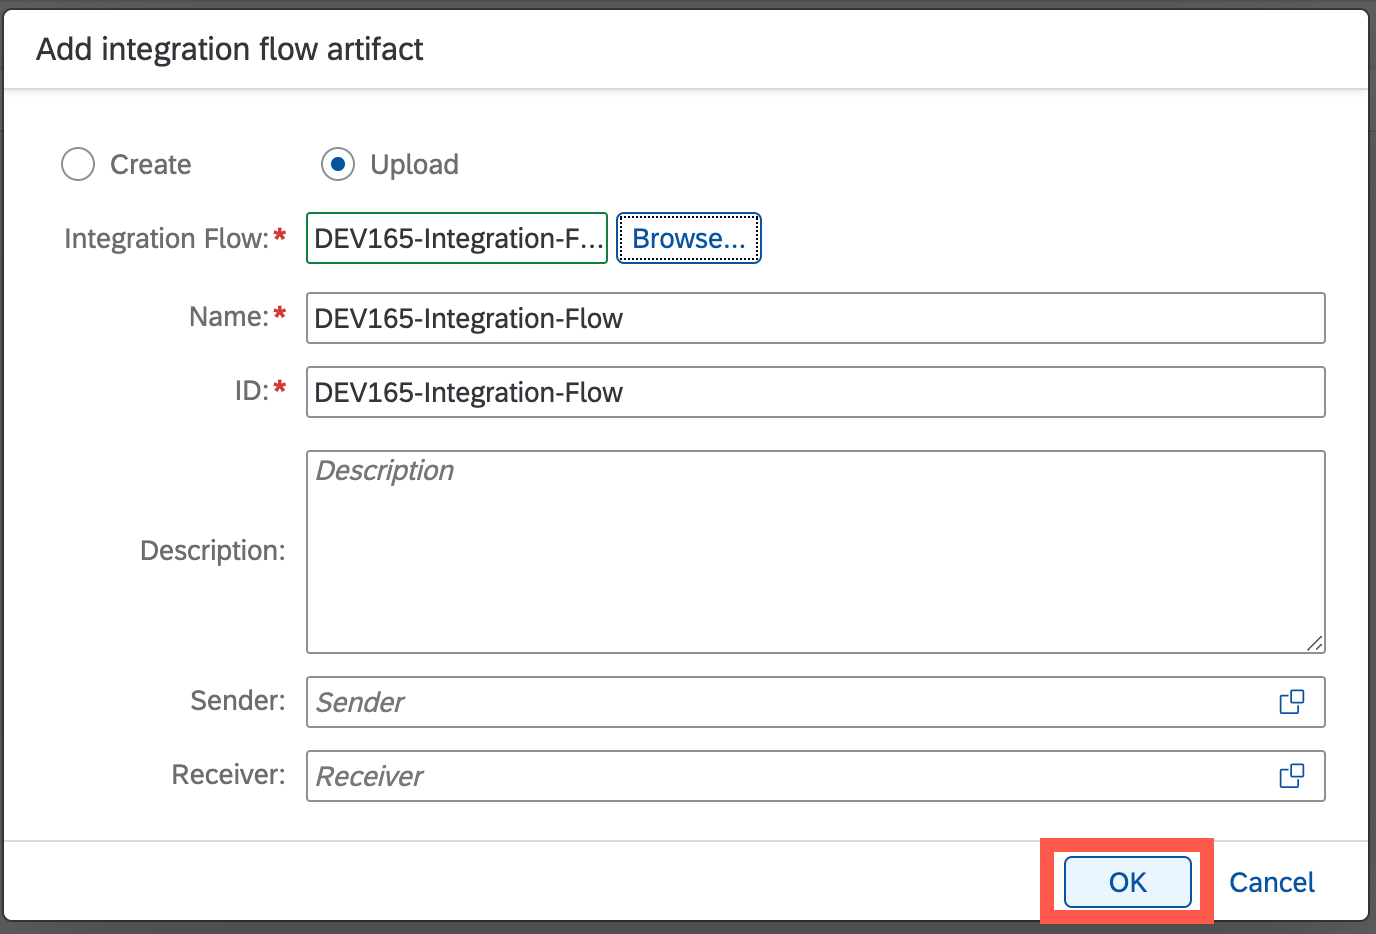 Add integration flow artifact
Create Upload
Integration Flow:* DEV165-Integration-F... Browse...
Name:* DEV165-Integration-Flow
ID:* DEV165-Integration-Flow
Description
Description:
Sender: Sender
Receiver: Receiver
OK Cancel